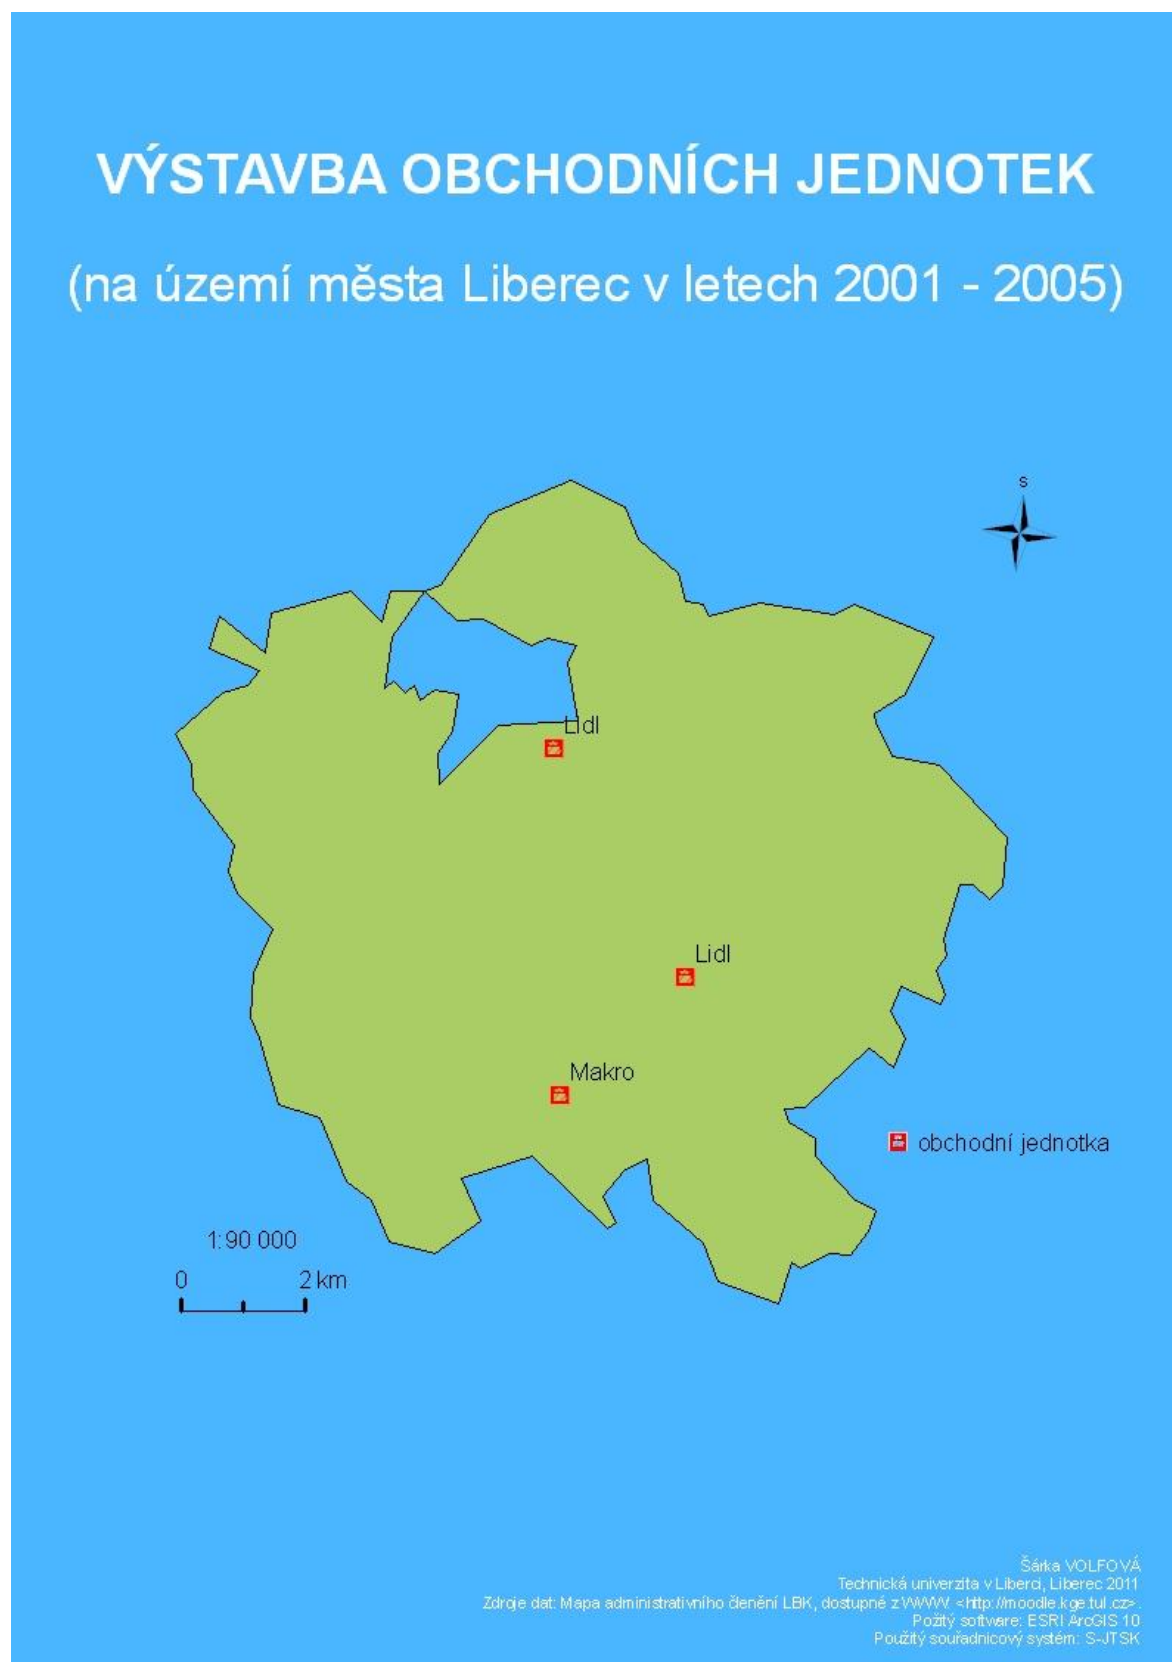 VÝSTAVBA OBCHODNÍCH JEDNOTEK
(na území města Liberec v letech 2001 - 2005)
S
Lidl
Lidl
Makro
obchodní jednotka
1:90 000
0 2 km
Šárka VOLFOVÁ
Technická univerzita v Liberci, Liberec 2011
Zdroje dat: Mapa administrativního členění LBK, dostupné z WWW: <http://moodle.kge.tul.cz>.
Požitý software: ESRI ArcGIS 10
Použitý souřadnicový systém: S-JTSK